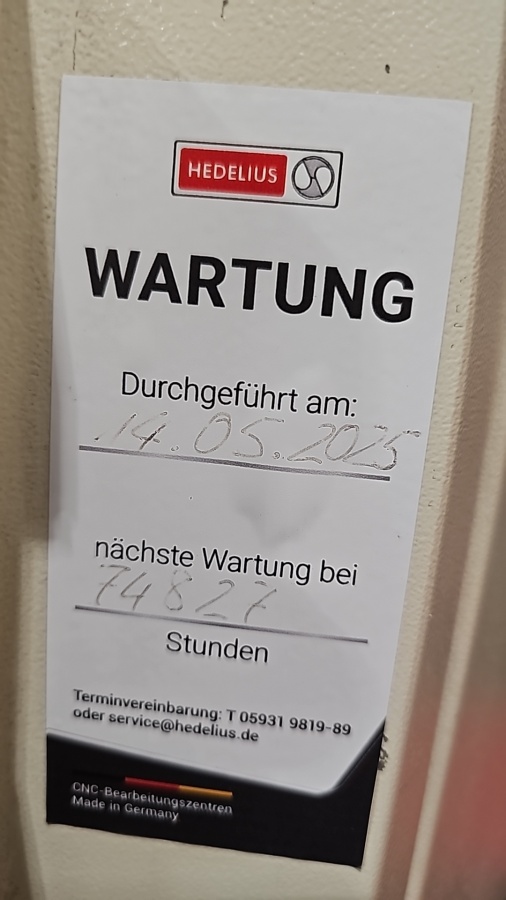 HEDELIUS
WARTUNG
Durchgeführt am:
14.05.2025
nächste Wartung bei
74827
Stunden
Terminvereinbarung: T 05931 9819-89
oder service@hedelius.de
CNC-Bearbeitungszentren
Made in Germany